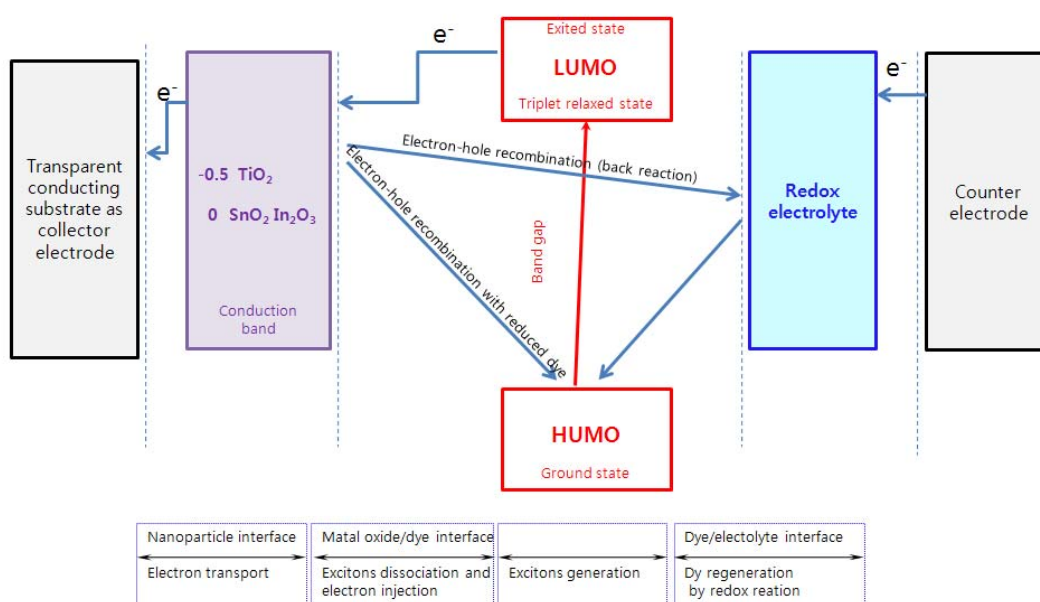 e-
Exited state
LUMO
Triplet relaxed state
e-
e-
Transparent
conducting
substrate as
collector
electrode
-0.5 TiO2
0 SnO2 In2O3
Conduction
band
Electron-hole recombination (back reaction)
Electron-hole recombination with reduced dye
Band gap
Redox
electrolyte
Counter
electrode
HUMO
Ground state
Nanoparticle interface
Electron transport
Matal oxide/dye interface
Excitons dissociation and
electron injection
Excitons generation
Dye/electolyte interface
Dy regeneration
by redox reation